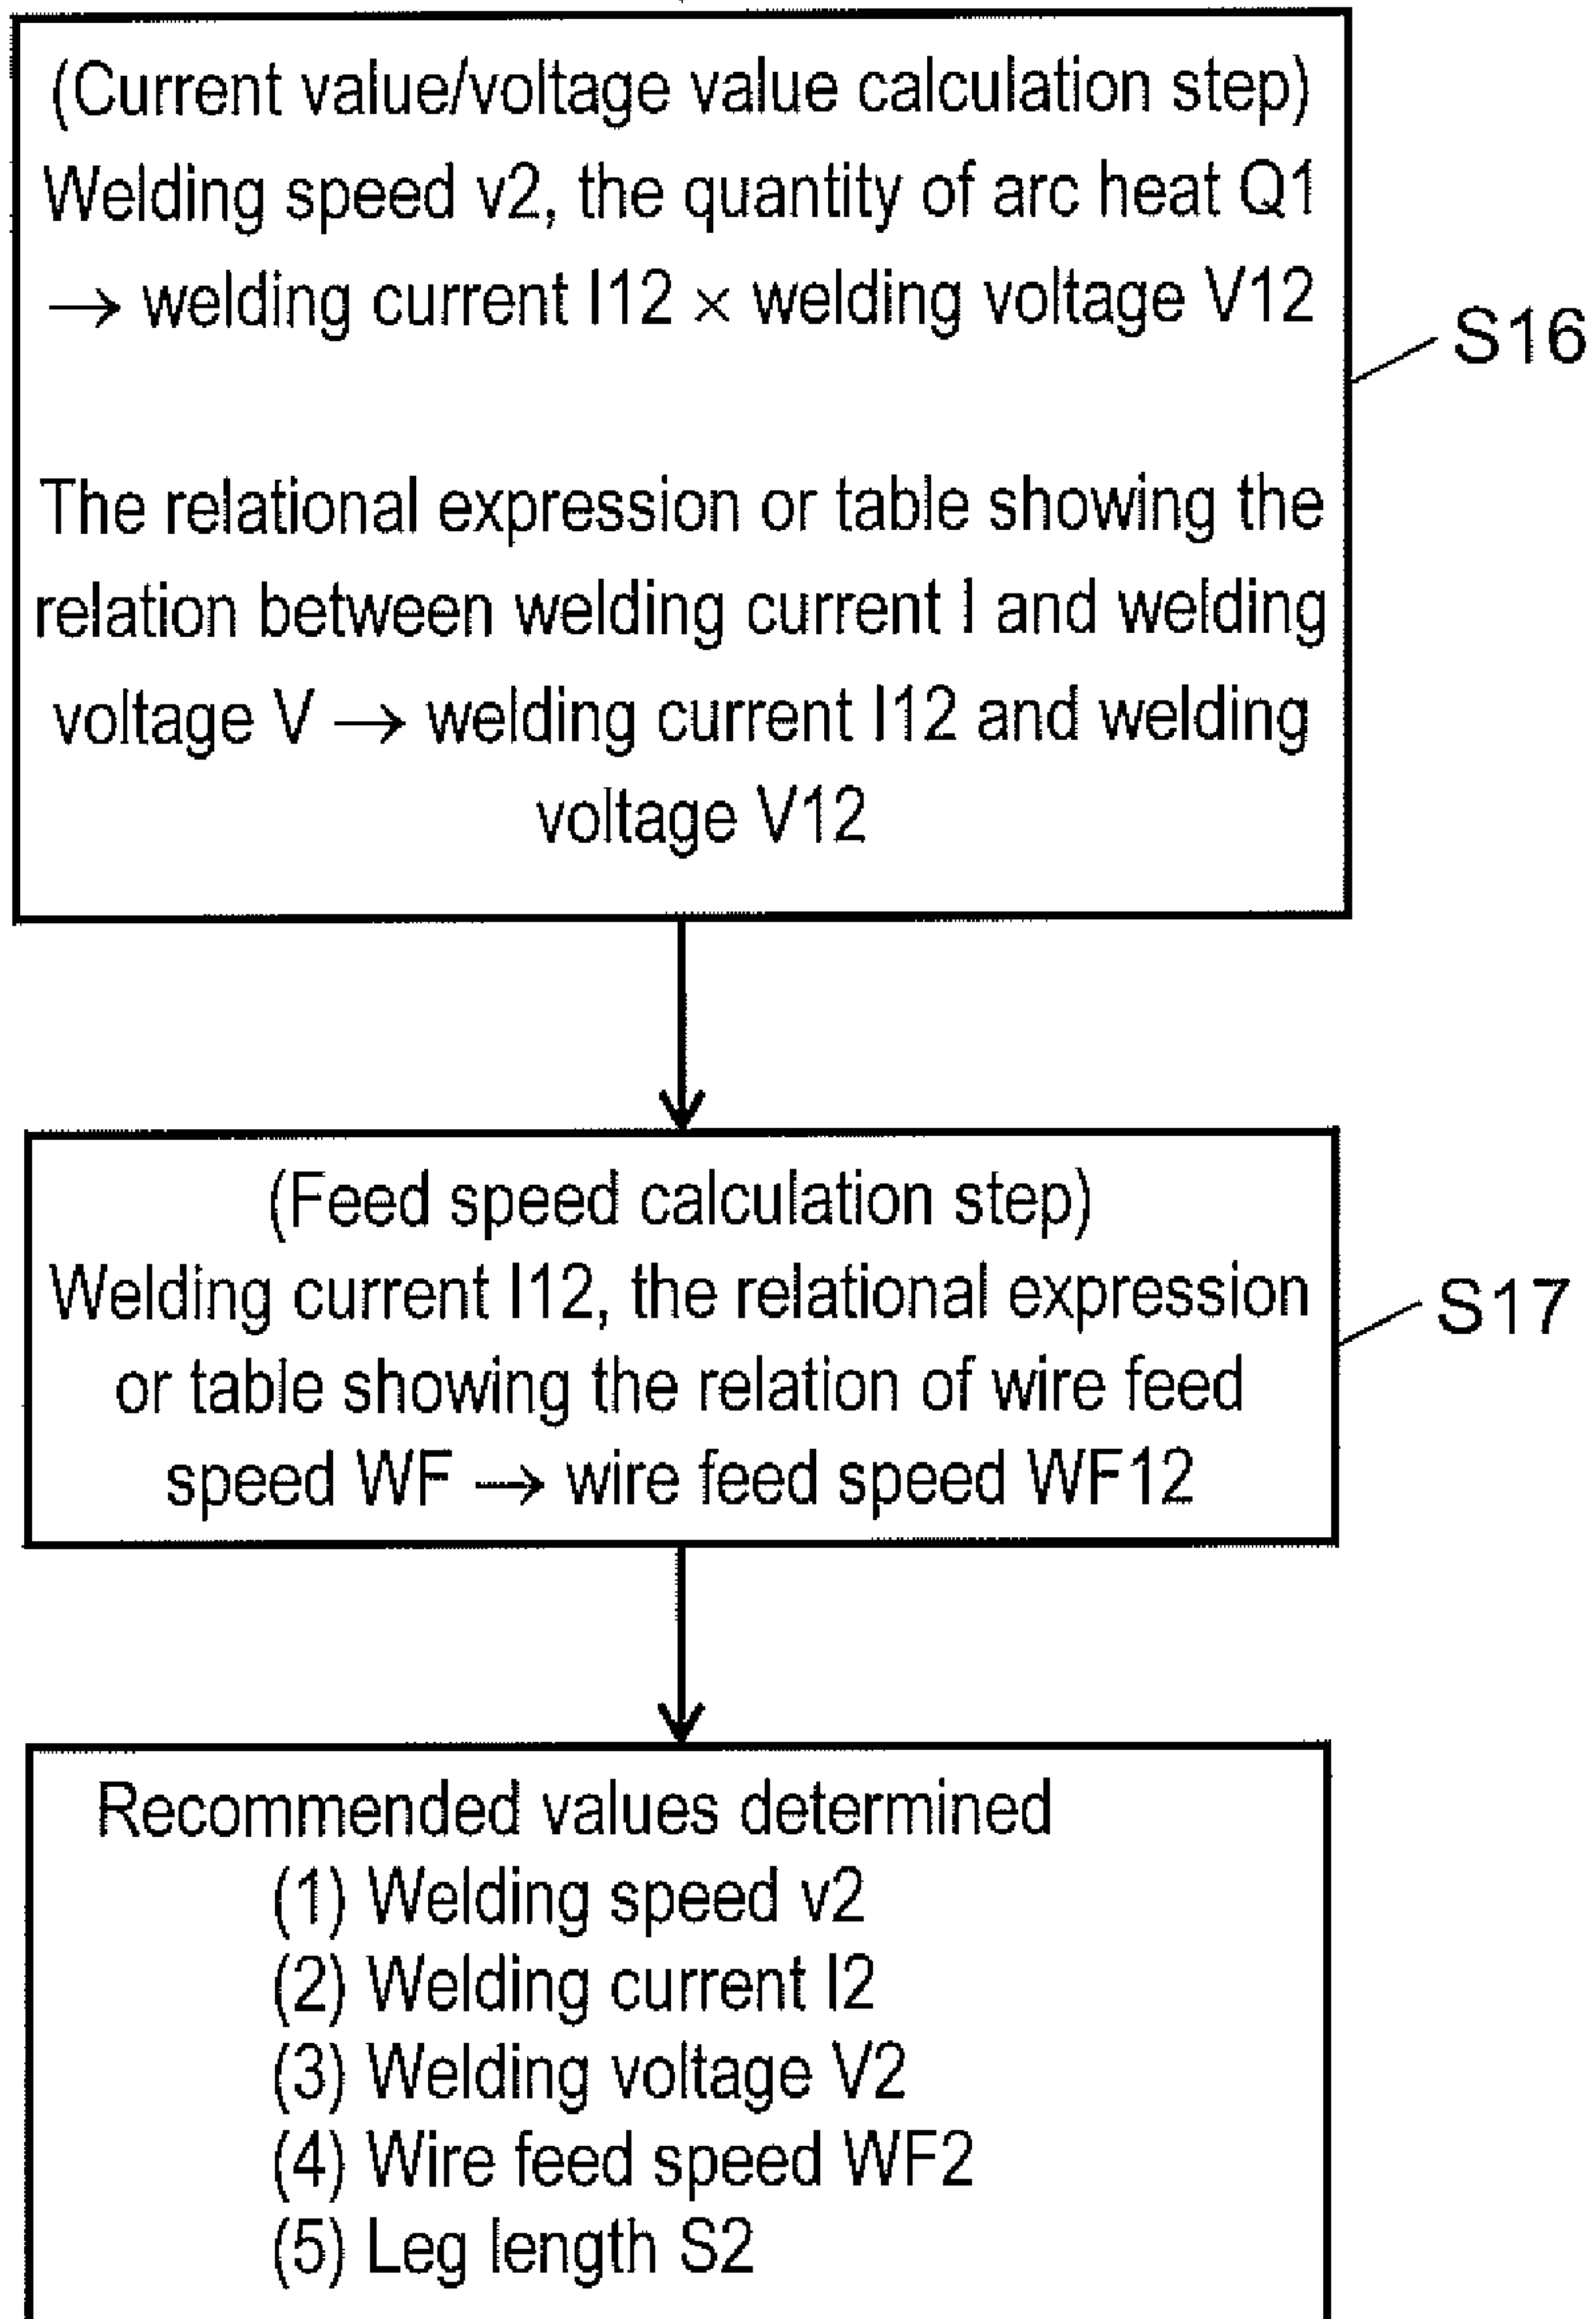 (Current value/voltage value calculation step)
Welding speed v2, the quantity of arc heat Q1
→ welding current I12 × welding voltage V12
S16
The relational expression or table showing the
relation between welding current I and welding
voltage V → welding current I12 and welding
voltage V12
(Feed speed calculation step)
Welding current I12, the relational expression
S17
or table showing the relation of wire feed
speed WF → wire feed speed WF12
Recommended values determined
(1) Welding speed v2
(2) Welding current I2
(3) Welding voltage V2
(4) Wire feed speed WF2
(5) Leg length S2